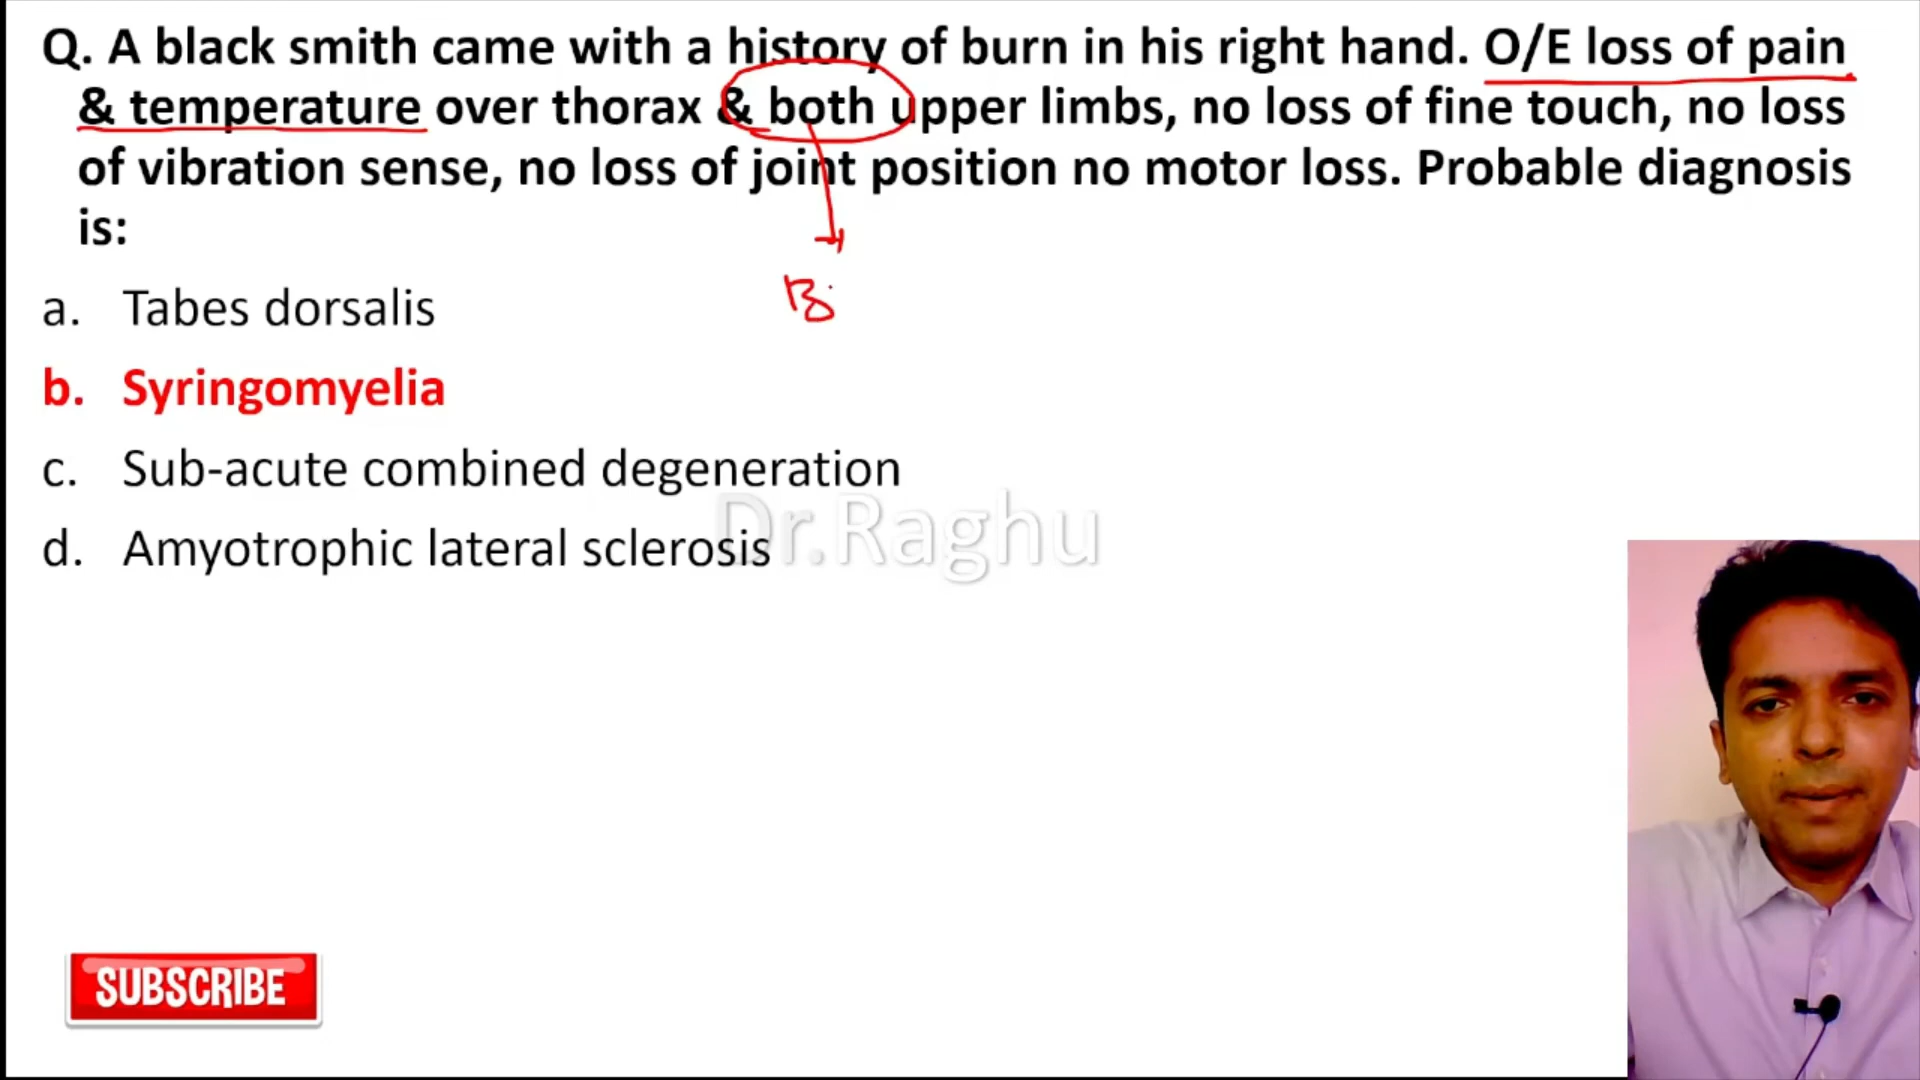 Q. A black smith came with a history of burn in his right hand. O/E loss of pain
& temperature over thorax & both upper limbs, no loss of fine touch, no loss
of vibration sense, no loss of joint position no motor loss. Probable diagnosis
is:
B
a. Tabes dorsalis
b. Syringomyelia
c. Sub-acute combined degeneration
Dr.Raghu
d. Amyotrophic lateral sclerosis
SUBSCRIBE